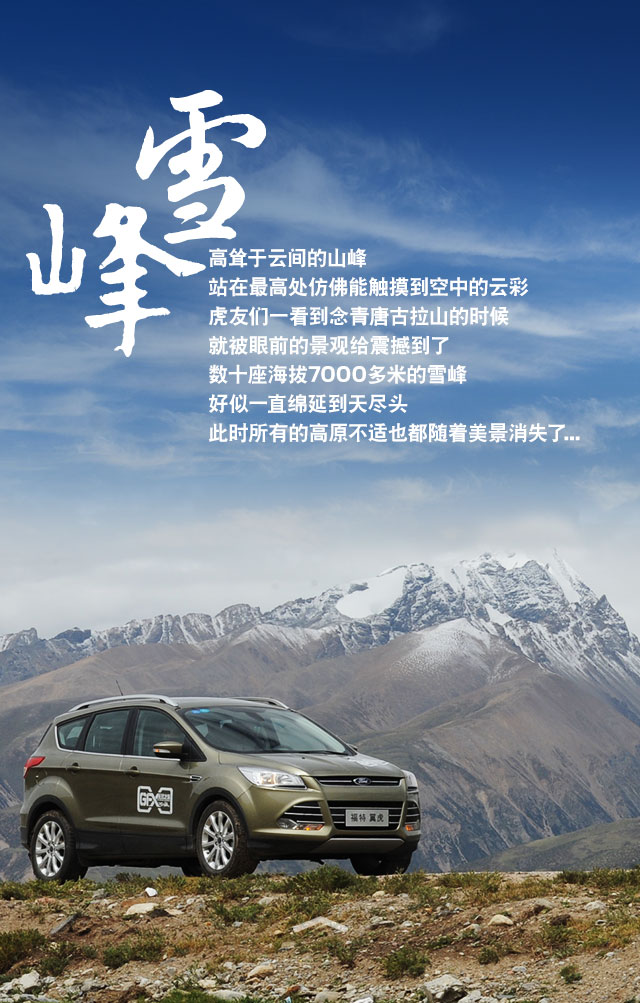 雪峰
高耸于云间的山峰
站在最高处仿佛能触摸到空中的云彩
虎友们一看到念青唐古拉山的时候
就被眼前的景观给震撼到了
数十座海拔7000多米的雪峰
好似一直绵延到天尽头
此时所有的高原不适也都随着美景消失了...
Ford
福特 翼虎